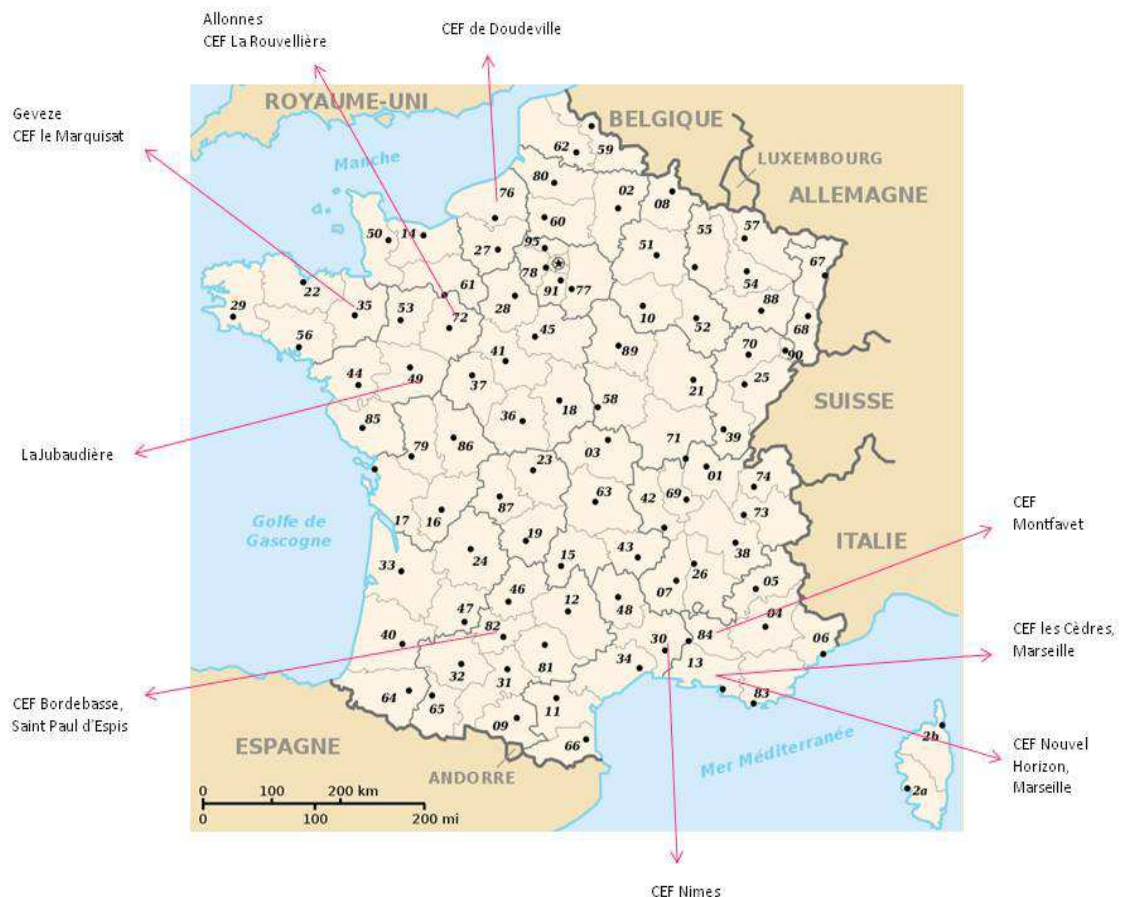 Allonnes
CEF La Rouvellière
CEF de Doudeville
Geveze
CEF le Marquisat
ROYAUME-UNI
BELGIQUE
LUXEMBOURG
ALLEMAGNE
Manche
62
59
80
02
08
76
60
50
14
27
95
51
55
57
67
78
54
91
77
61
22
35
53
29
28
72
10
88
52
68
56
45
41
89
70
90
44
49
37
21
25
SUISSE
36
18
58
85
79
86
71
39
LaJubaudière
03
23
01
74
42
69
63
87
73
CEF
Montfavet
17
16
Golfe de
Gascogne
ITALIE
19
38
24
15
43
33
26
07
05
46
12
48
47
04
82
30
84
06
40
CEF les Cèdres,
Marseille
34
13
81
32
31
83
CEF Bordebasse,
Saint Paul d'Espis
64
65
11
09
66
2b
ESPAGNE
Mer Méditerranée
CEF Nouvel
Horizon,
Marseille
ANDORRE
2a
0 100 200 km
0 100 200 mi
CEF Nimes